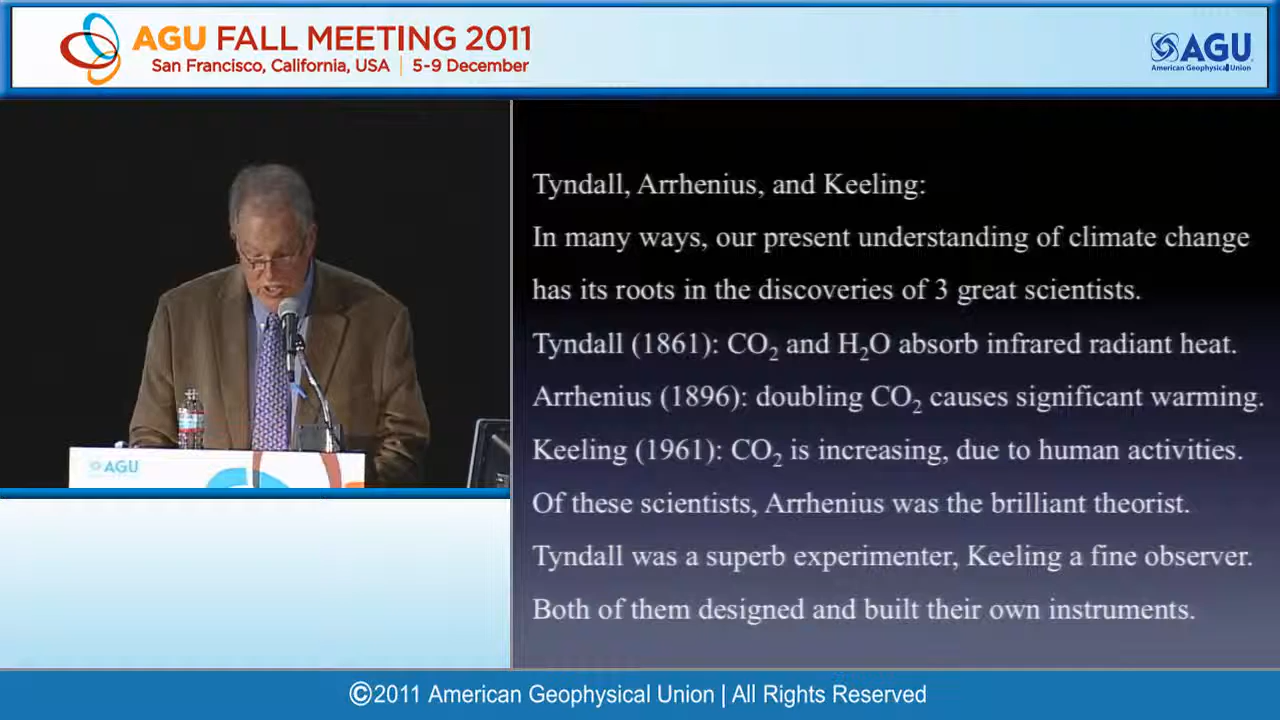 AGU FALL MEETING 2011
San Francisco, California, USA | 5-9 December
AGU
American Geophysical Union
Tyndall, Arrhenius, and Keeling:
In many ways, our present understanding of climate change
has its roots in the discoveries of 3 great scientists.
Tyndall (1861): CO₂ and H₂O absorb infrared radiant heat.
Arrhenius (1896): doubling CO₂ causes significant warming.
Keeling (1961): CO₂ is increasing, due to human activities.
Of these scientists, Arrhenius was the brilliant theorist.
Tyndall was a superb experimenter, Keeling a fine observer.
Both of them designed and built their own instruments.
AGU
©2011 American Geophysical Union | All Rights Reserved